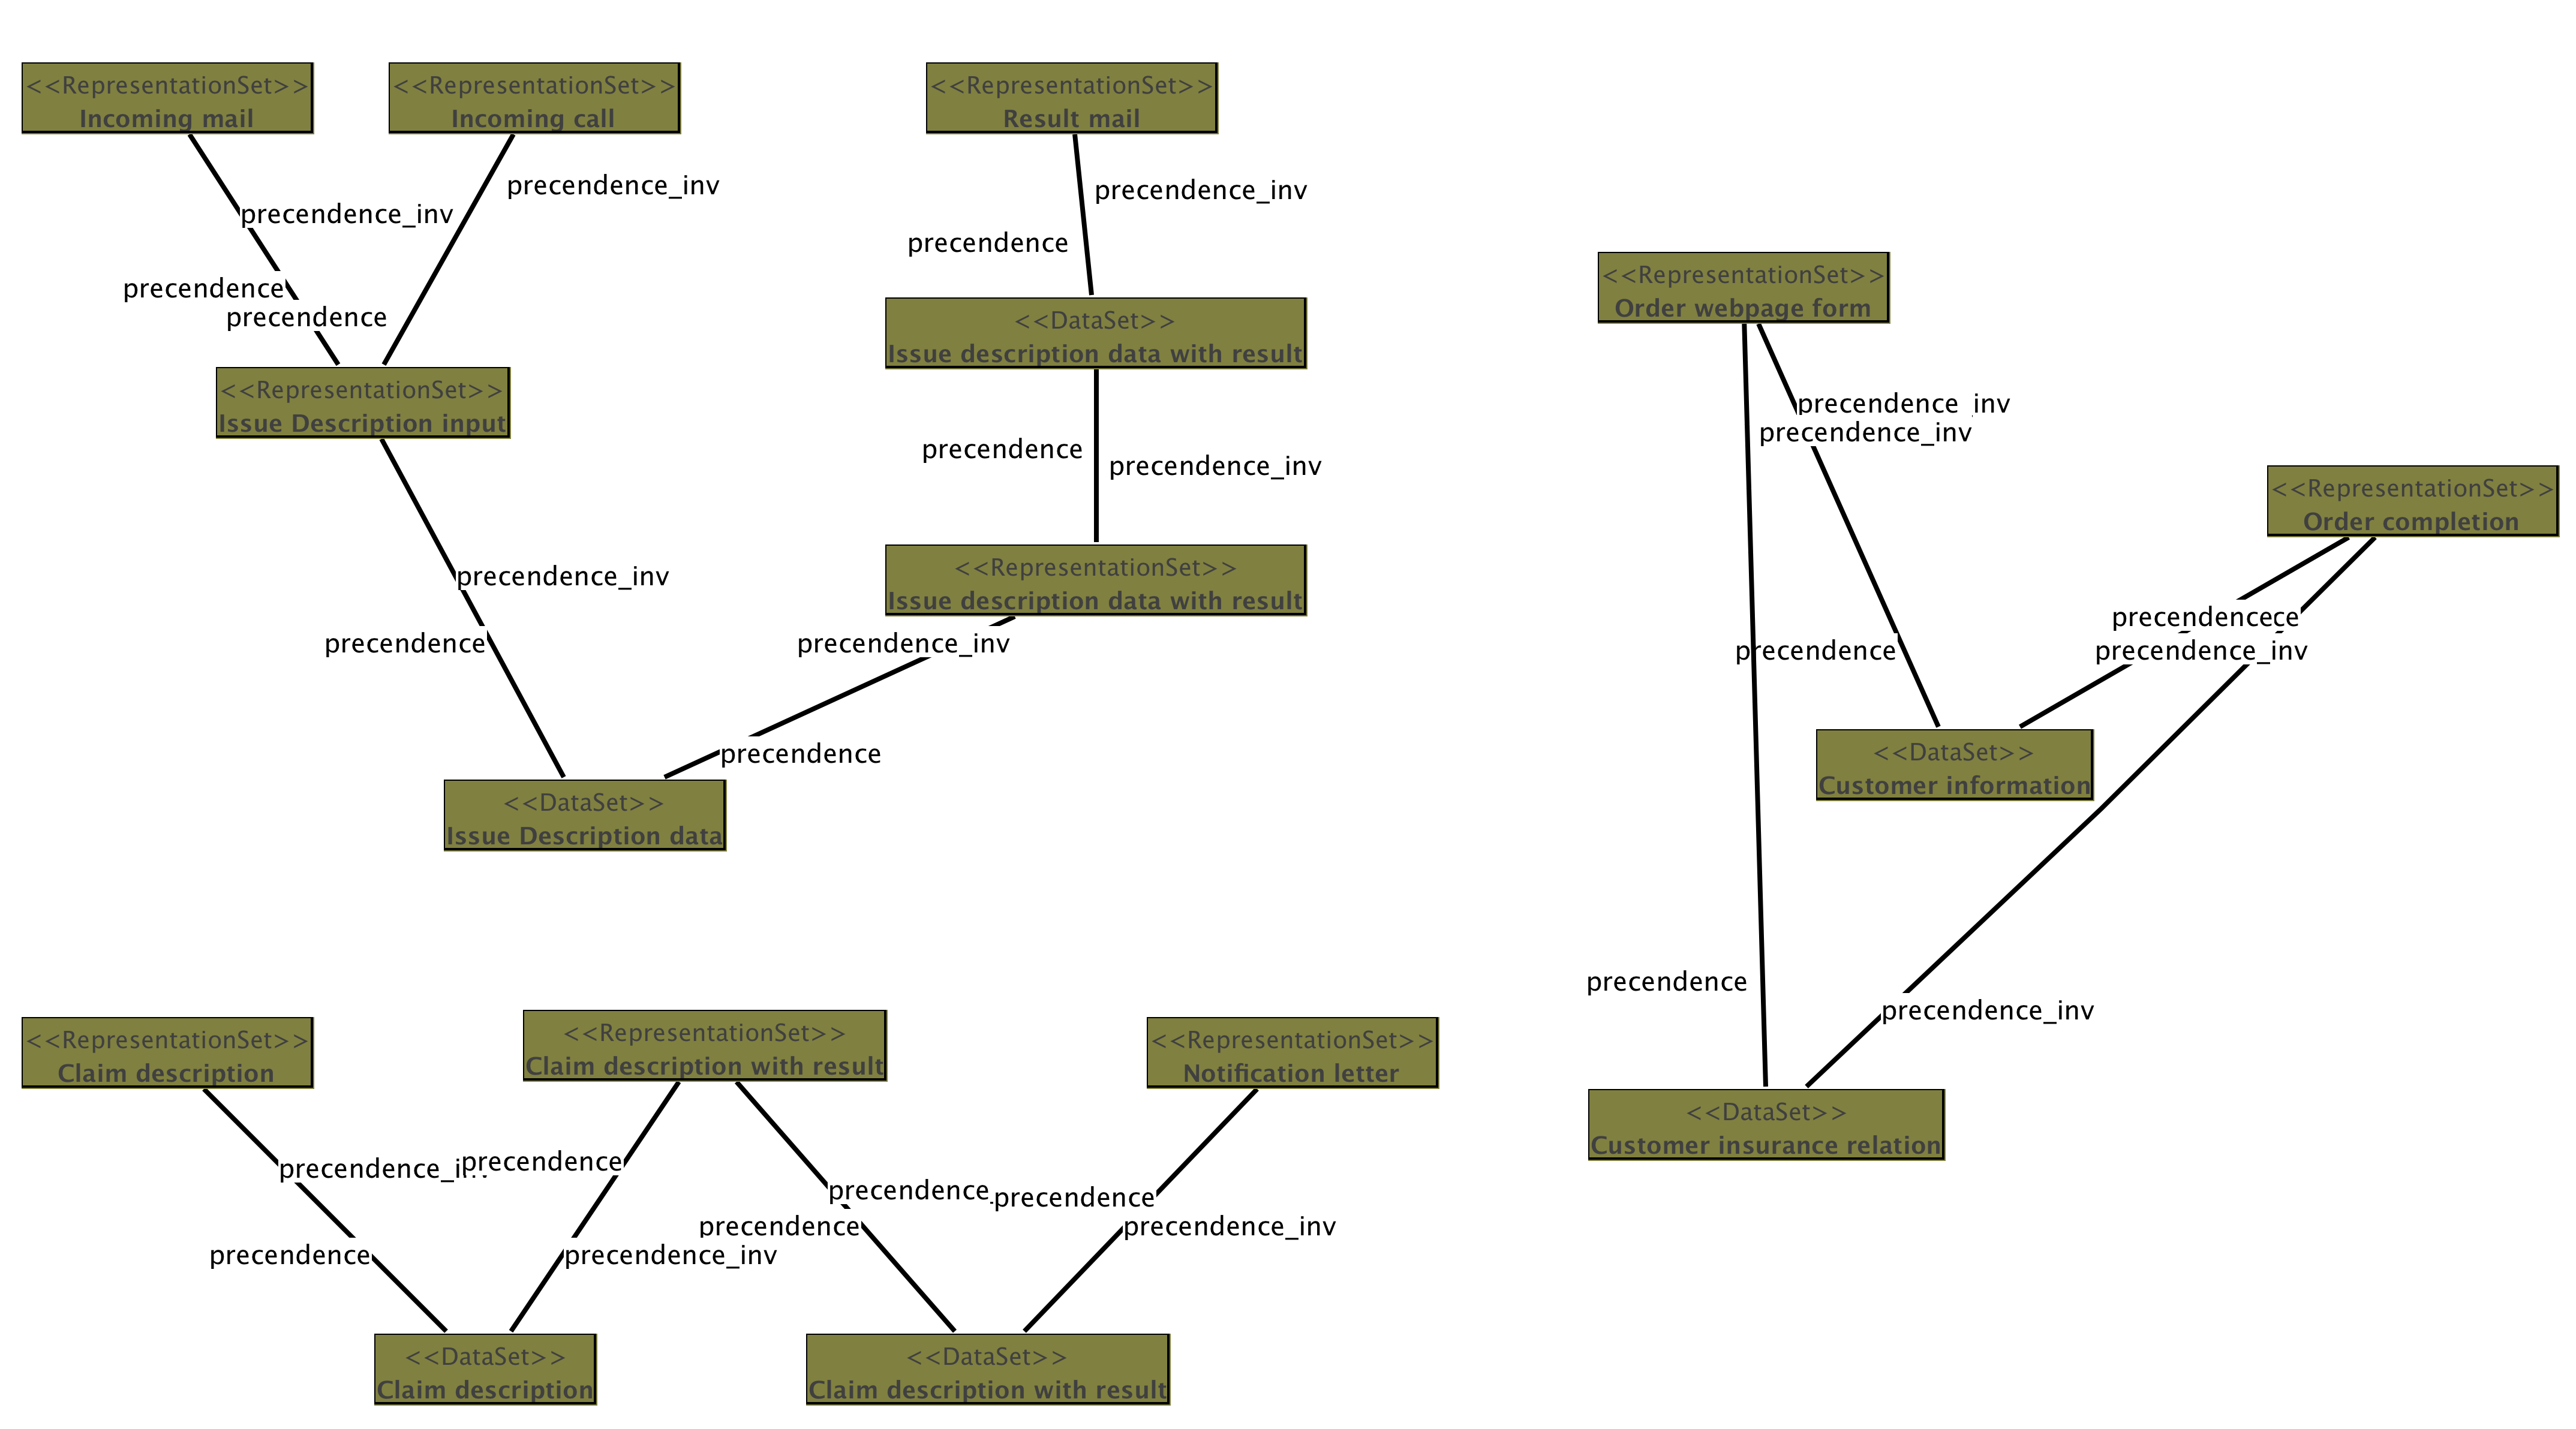 <<RepresentationSet>>
Incoming mail
<<RepresentationSet>>
Incoming call
<<RepresentationSet>>
Result mail
precendence_inv
precendence_inv
precendence_inv
precendence
precendence
precendence
<<RepresentationSet>>
Order webpage form
<<DataSet>>
Issue description data with result
<<RepresentationSet>>
Issue Description input
precendence_inv
precendence_inv
precendence
precendence_inv
<<RepresentationSet>>
Order completion
<<RepresentationSet>>
Issue description data with result
precendence_inv
precendence
precendence_inv
precendence
precendence
precendencece
precendence_inv
<<DataSet>>
Customer information
<<DataSet>>
Issue Description data
precendence
precendence_inv
<<RepresentationSet>>
Claim description
<<RepresentationSet>>
Claim description with result
<<RepresentationSet>>
Notification letter
<<DataSet>>
Customer insurance relation
precendence_inv
precendence
precendence
precendence
precendence
precendence_inv
precendence
precendence_inv
<<DataSet>>
Claim description
<<DataSet>>
Claim description with result